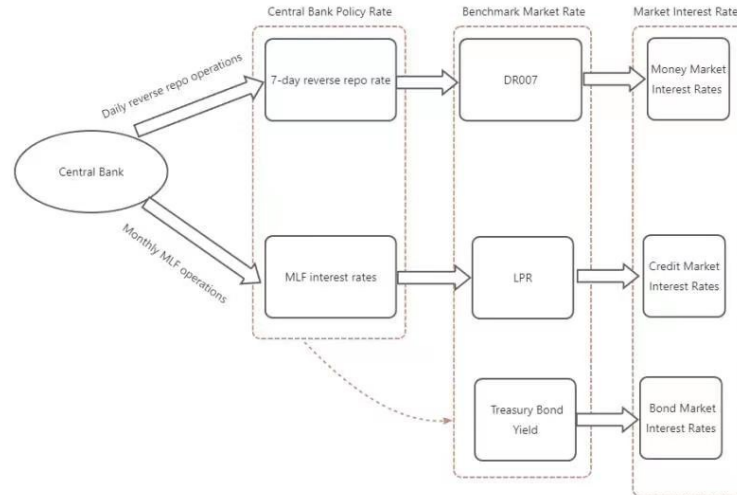 Central Bank Policy Rate
Benchmark Market Rate
Market Interest Rate
Daily reverse repo operations
7-day reverse repo rate
DR007
Money Market
Interest Rates
Central Bank
Monthly MLF operations
MLF interest rates
LPR
Credit Market
Interest Rates
Treasury Bond
Yield
Bond Market
Interest Rates